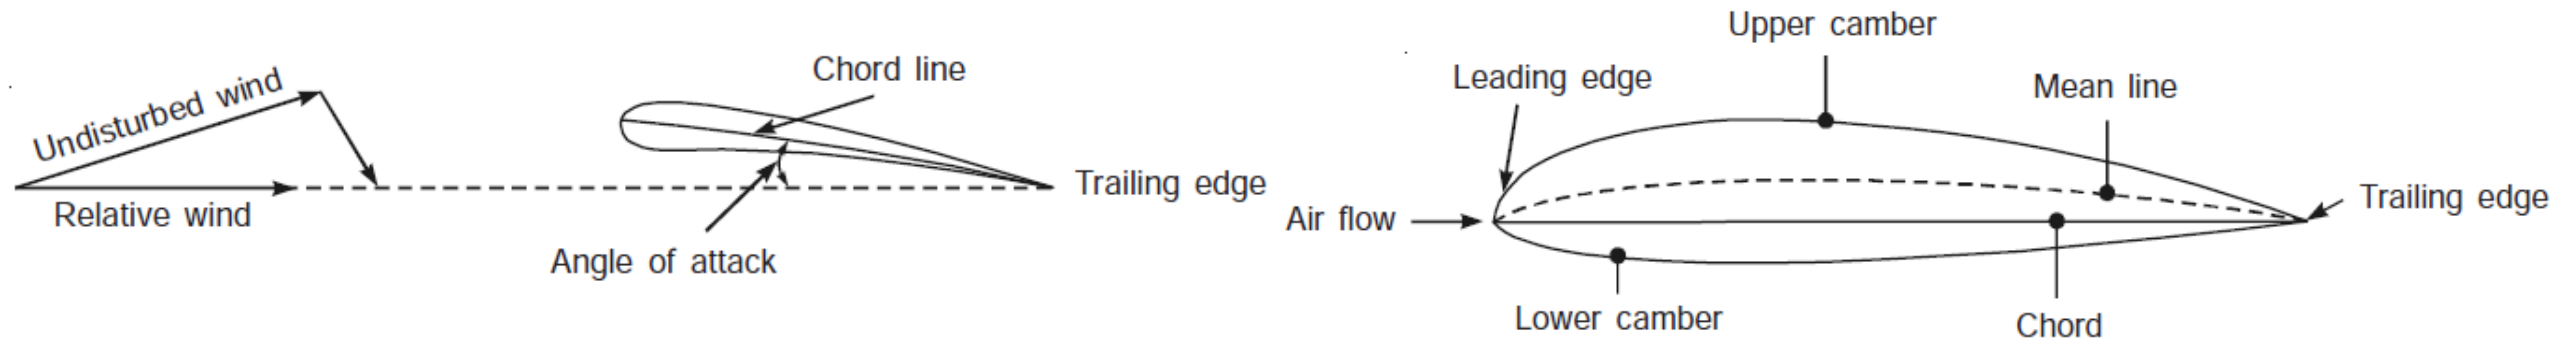 Undisturbed wind
Relative wind
Chord line
Angle of attack
Trailing edge
Upper camber
Leading edge
Mean line
Air flow
Trailing edge
Lower camber
Chord